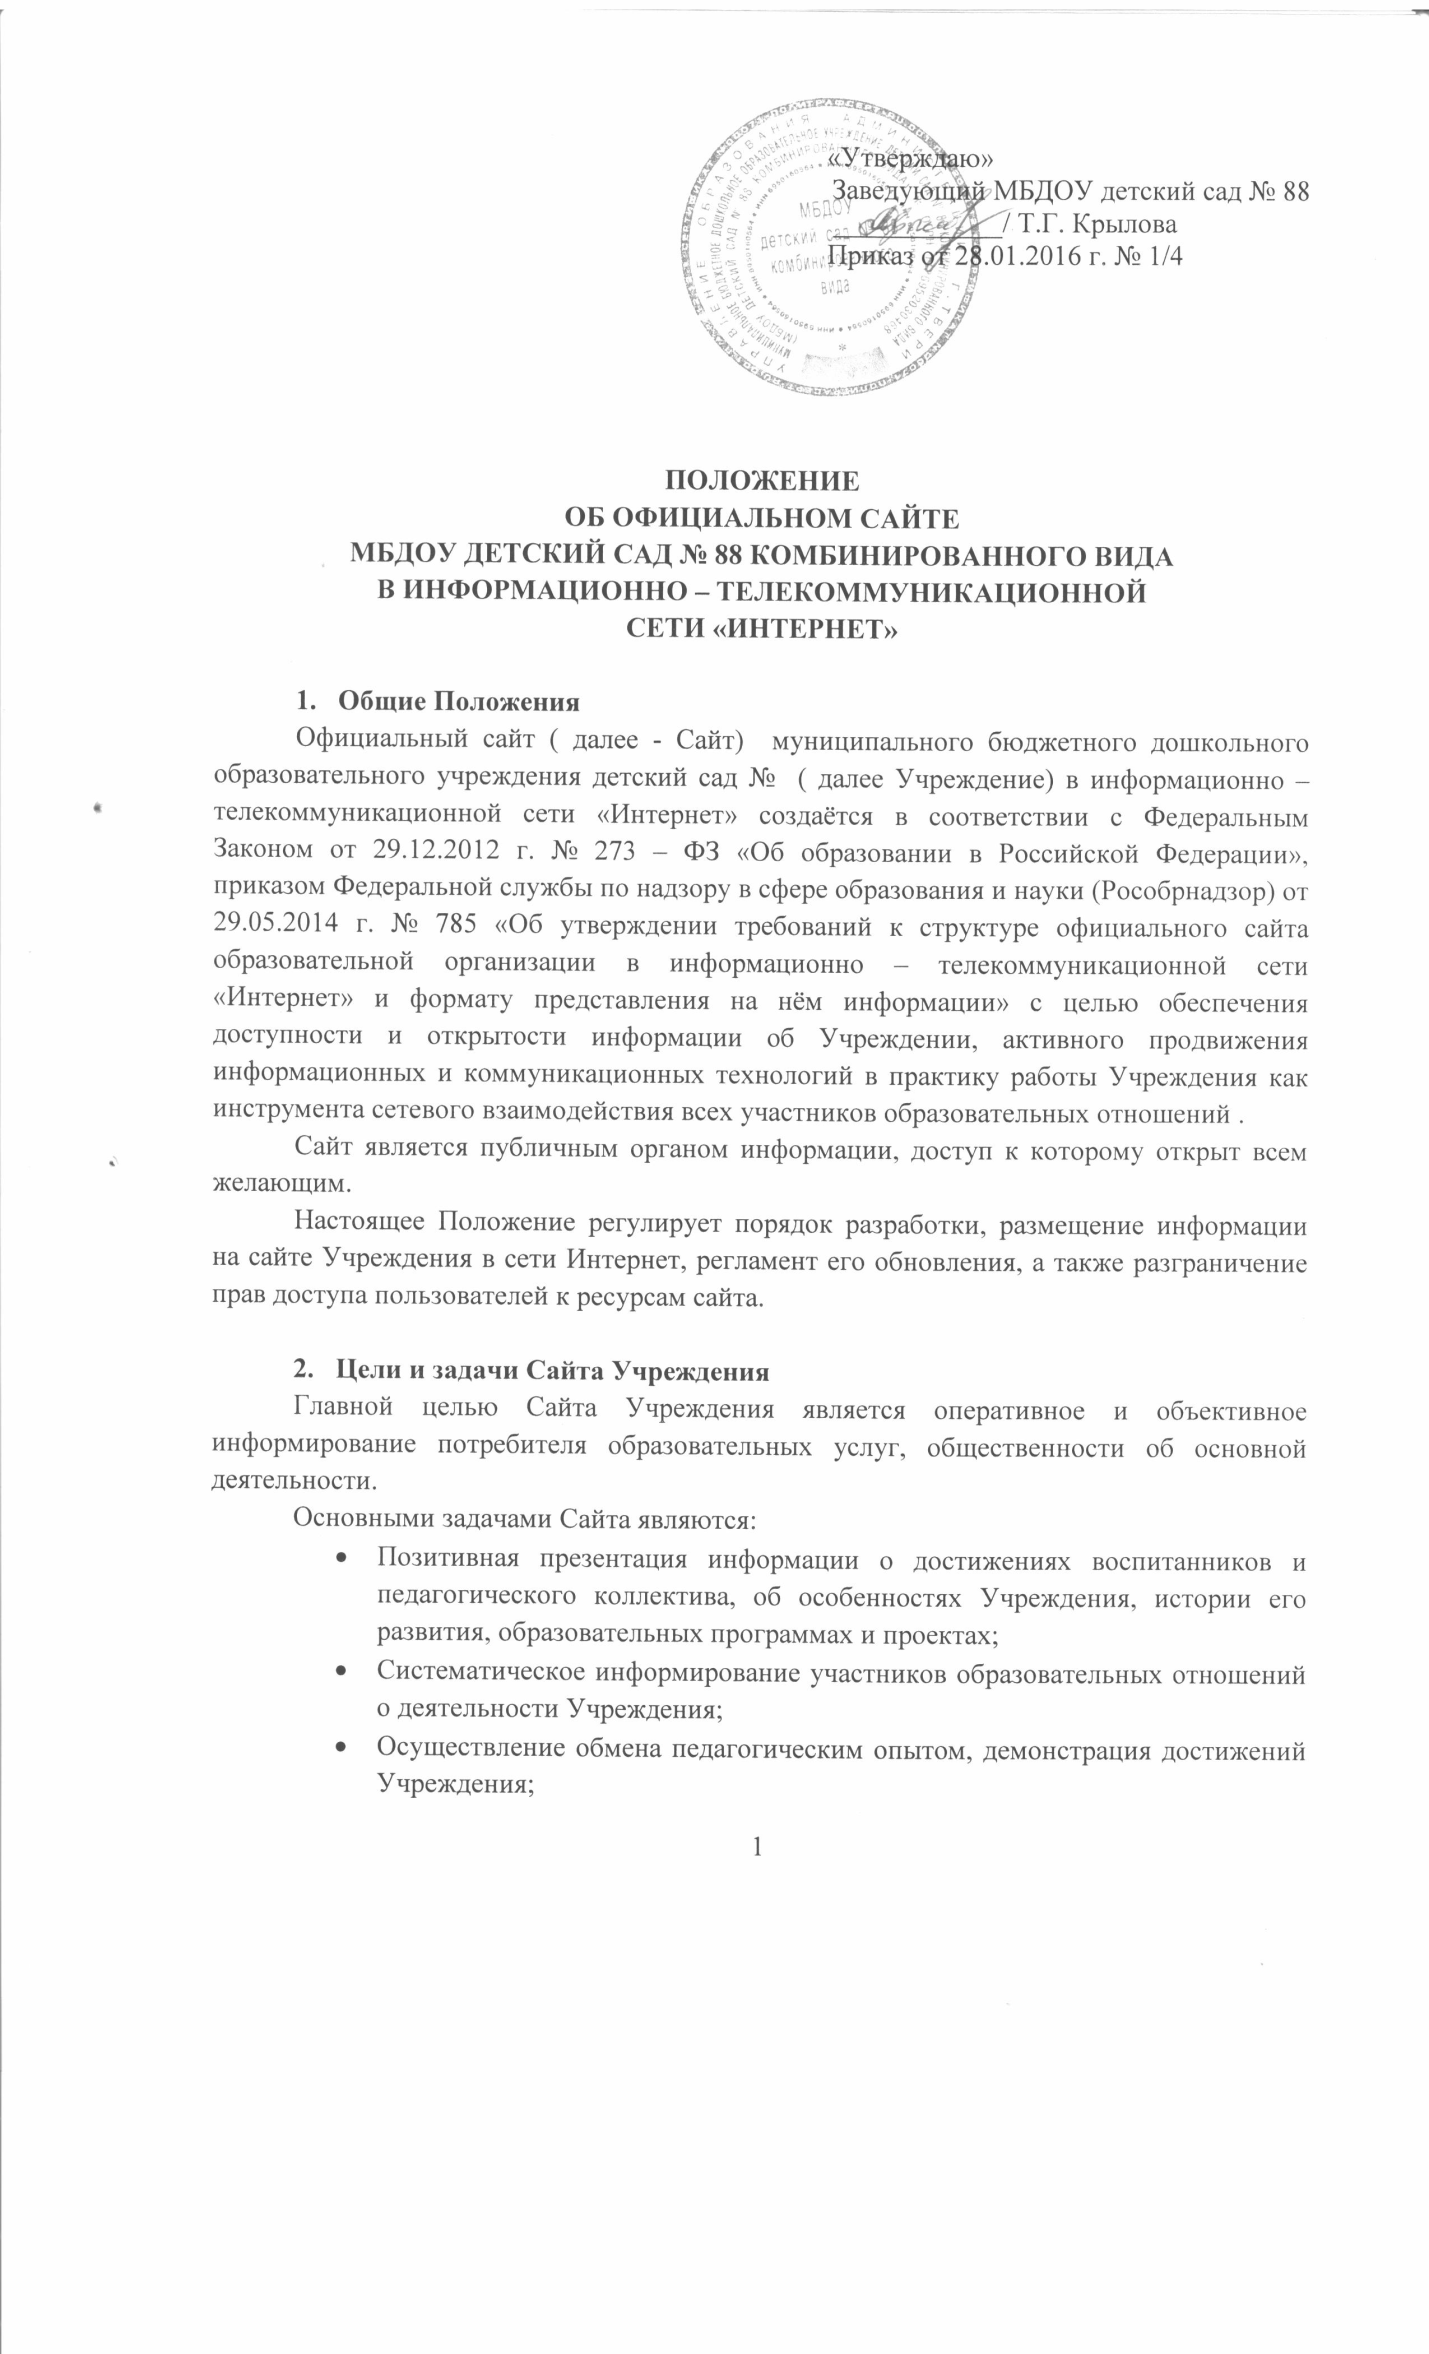 «Утверждаю»
Заведующий МБДОУ детский сад № 88
/ Т.Г. Крылова
Приказ от 28.01.2016 г. № 1/4
МБДОУ
детский сад №
вида
ПОЛОЖЕНИЕ
ОБ ОФИЦИАЛЬНОМ САЙТЕ
МБДОУ ДЕТСКИЙ САД № 88 КОМБИНИРОВАННОГО ВИДА
В ИНФОРМАЦИОННО – ТЕЛЕКОММУНИКАЦИОННОЙ
СЕТИ «ИНТЕРНЕТ»
1. Общие Положения
Официальный сайт ( далее - Сайт) муниципального бюджетного дошкольного
образовательного учреждения детский сад № ( далее Учреждение) в информационно –
телекоммуникационной сети «Интернет» создаётся в соответствии с Федеральным
Законом от 29.12.2012 г. № 273 – ФЗ «Об образовании в Российской Федерации»,
приказом Федеральной службы по надзору в сфере образования и науки (Рособрнадзор) от
29.05.2014 г. № 785 «Об утверждении требований к структуре официального сайта
образовательной организации в информационно – телекоммуникационной сети
«Интернет» и формату представления на нём информации» с целью обеспечения
доступности и открытости информации об Учреждении, активного продвижения
информационных и коммуникационных технологий в практику работы Учреждения как
инструмента сетевого взаимодействия всех участников образовательных отношений .
Сайт является публичным органом информации, доступ к которому открыт всем
желающим.
Настоящее Положение регулирует порядок разработки, размещение информации
на сайте Учреждения в сети Интернет, регламент его обновления, а также разграничение
прав доступа пользователей к ресурсам сайта.
2. Цели и задачи Сайта Учреждения
Главной целью Сайта Учреждения является оперативное и объективное
информирование потребителя образовательных услуг, общественности об основной
деятельности.
Основными задачами Сайта являются:
• Позитивная презентация информации о достижениях воспитанников и
педагогического коллектива, об особенностях Учреждения, истории его
развития, образовательных программах и проектах;
• Систематическое информирование участников образовательных отношений
о деятельности Учреждения;
• Осуществление обмена педагогическим опытом, демонстрация достижений
Учреждения;
1